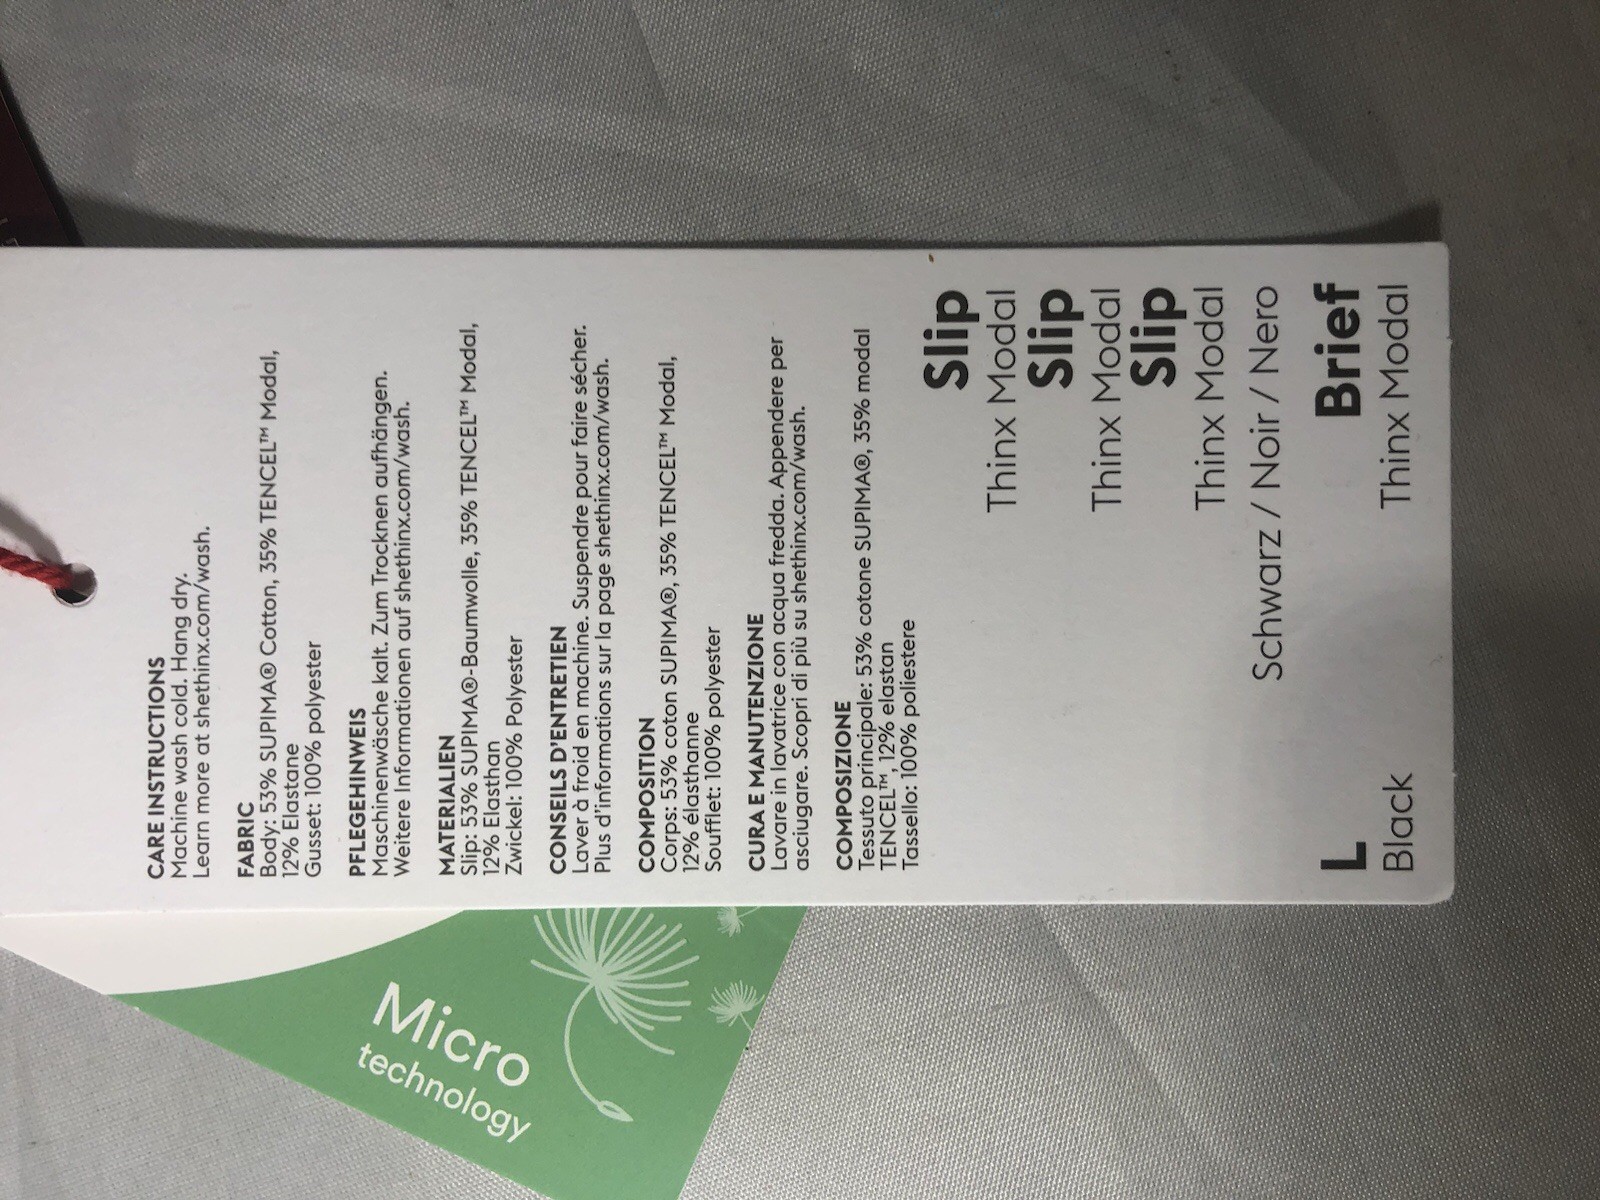 CARE INSTRUCTIONS
Machine wash cold. Hang dry.
Learn more at shethinx.com/wash.
FABRIC
Body: 53% SUPIMA® Cotton, 35% TENCEL™ Modal,
12% Elastane
Gusset: 100% polyester
PFLEGEHINWEIS
Maschinenwäsche kalt. Zum Trocknen aufhängen.
Weitere Informationen auf shethinx.com/wash.
MATERIALIEN
Slip: 53% SUPIMA®-Baumwolle, 35% TENCEL™ Modal,
12% Elasthan
Zwickel: 100% Polyester
CONSEILS D'ENTRETIEN
Laver à froid en machine. Suspendre pour faire sécher.
Plus d'informations sur la page shethinx.com/wash.
COMPOSITION
Corps: 53% coton SUPIMA®, 35% TENCEL™ Modal,
12% élasthanne
Soufflet: 100% polyester
CURA E MANUTENZIONE
Lavare in lavatrice con acqua fredda. Appendere per
asciugare. Scopri di più su shethinx.com/wash.
COMPOSIZIONE
Tessuto principale: 53% cotone SUPIMA®, 35% modal
TENCEL™, 12% elastan
Tassello: 100% poliestere
Slip
Thinx Modal
Slip
Thinx Modal
Slip
Thinx Modal
Schwarz / Noir / Nero
L Brief
Black Thinx Modal
Micro
technology